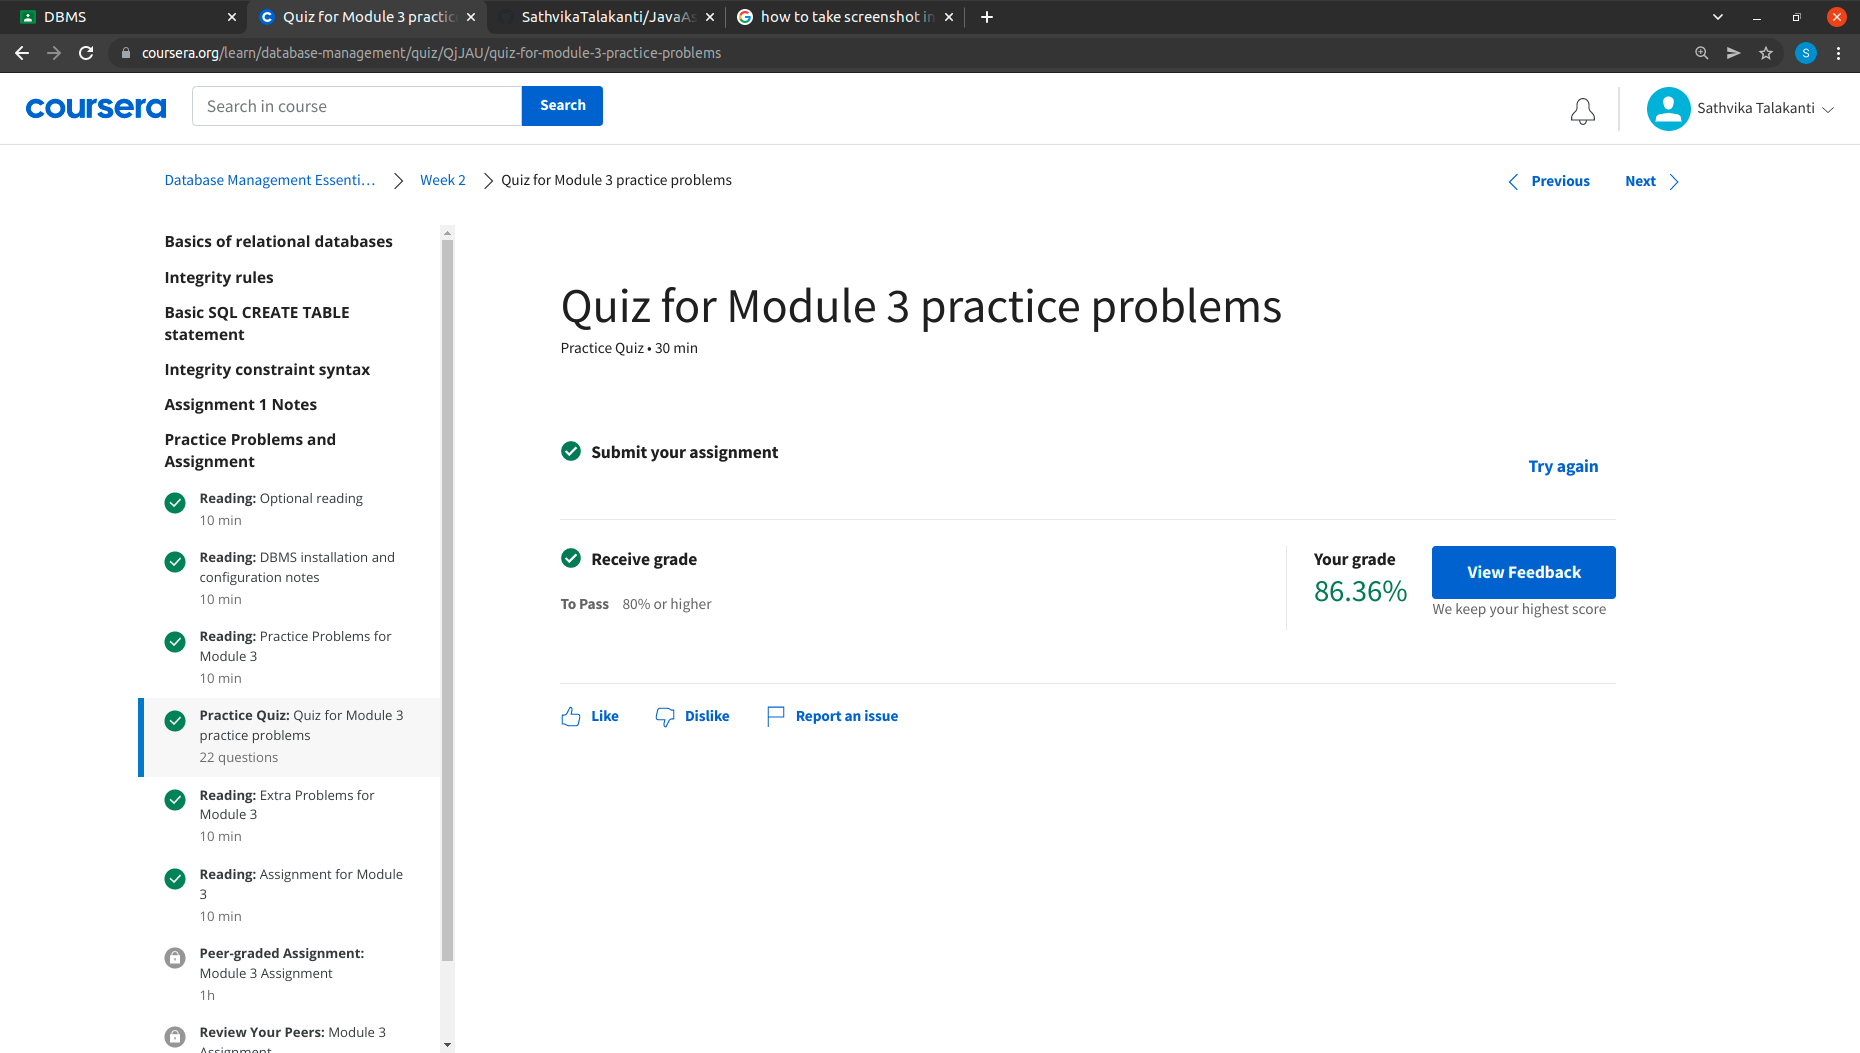 DBMS
Quiz for Module 3 practic
SathvikaTalakanti/JavaAs
how to take screenshot in
coursera.org/learn/database-management/quiz/QjJAU/quiz-for-module-3-practice-problems
S
coursera
Search in course
Search
Sathvika Talakanti
Database Management Essenti...
Week 2
Quiz for Module 3 practice problems
Previous
Next
Basics of relational databases
Integrity rules
Basic SQL CREATE TABLE
statement
Integrity constraint syntax
Assignment 1 Notes
Practice Problems and
Assignment
Reading: Optional reading
10 min
Reading: DBMS installation and
configuration notes
10 min
Reading: Practice Problems for
Module 3
10 min
Practice Quiz: Quiz for Module 3
practice problems
22 questions
Reading: Extra Problems for
Module 3
10 min
Reading: Assignment for Module
3
10 min
Peer-graded Assignment:
Module 3 Assignment
1h
Review Your Peers: Module 3
Assignment
Quiz for Module 3 practice problems
Practice Quiz • 30 min
Submit your assignment
Try again
Receive grade
To Pass 80% or higher
Your grade
86.36%
View Feedback
We keep your highest score
Like
Dislike
Report an issue